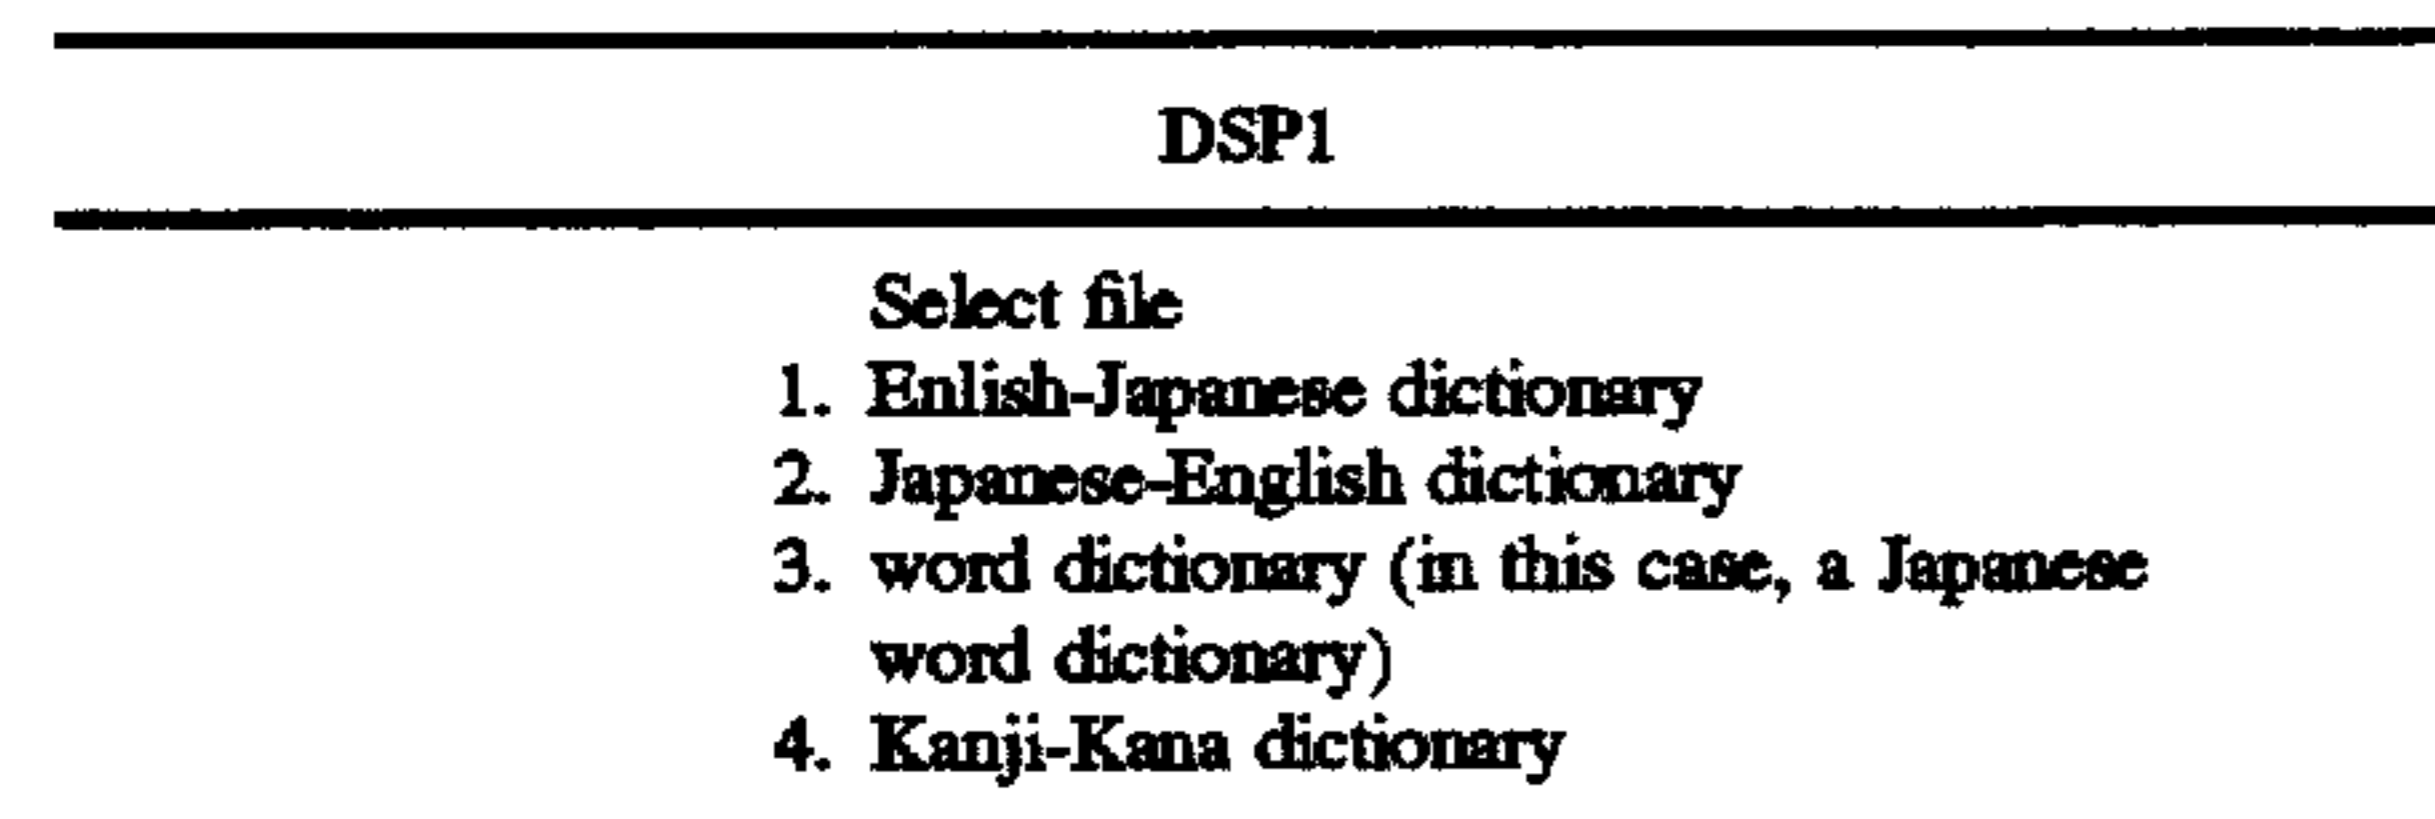 DSP1
Select file
1. Enlish-Japanese dictionary
2. Japanese-English dictionary
3. word dictionary (in this case, a Japanese
word dictionary)
4. Kanji-Kana dictionary